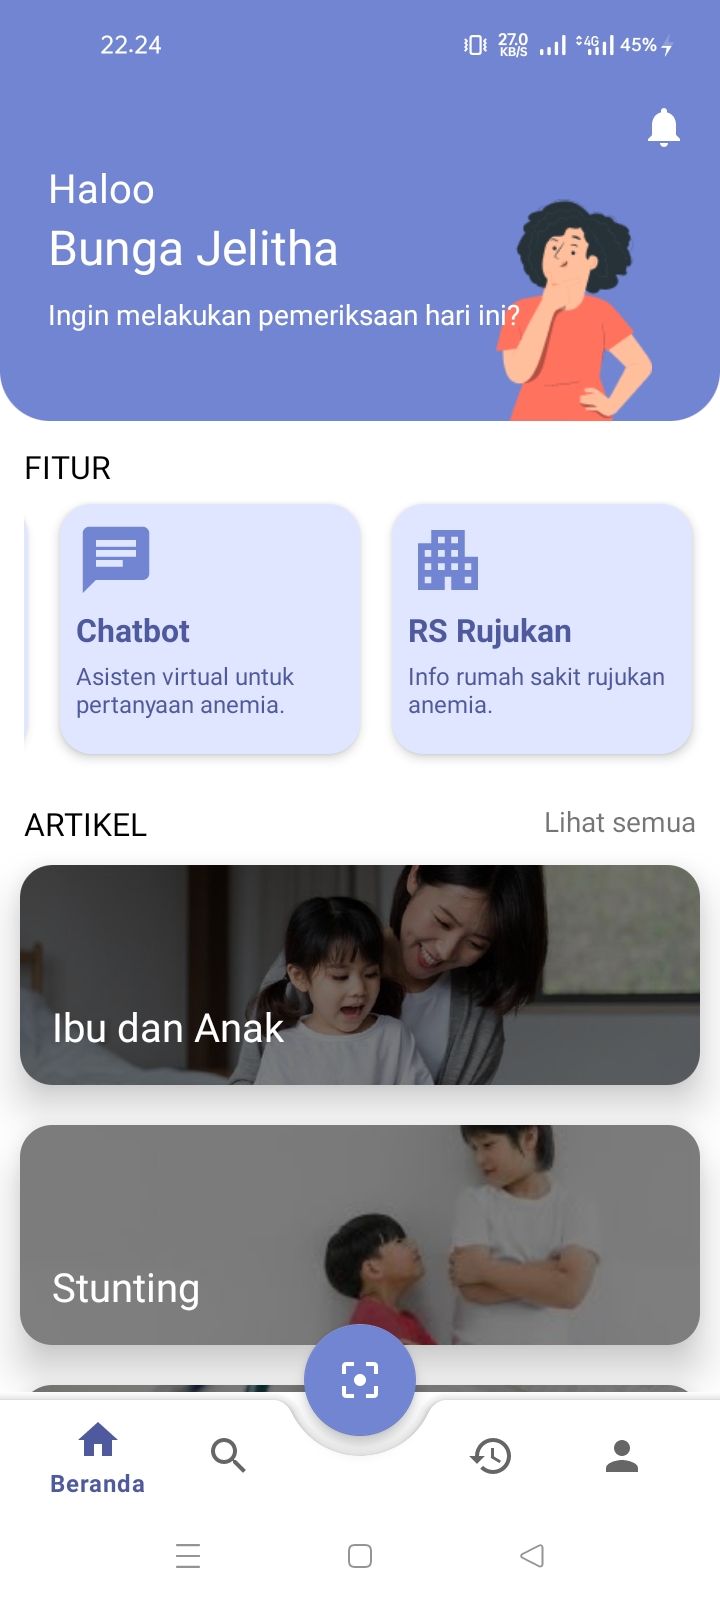 22.24
27.0
KB/S
4G
45%
Haloo
Bunga Jelitha
Ingin melakukan pemeriksaan hari ini?
FITUR
Chatbot
Asisten virtual untuk
pertanyaan anemia.
RS Rujukan
Info rumah sakit rujukan
anemia.
ARTIKEL
Lihat semua
Ibu dan Anak
Stunting
Beranda